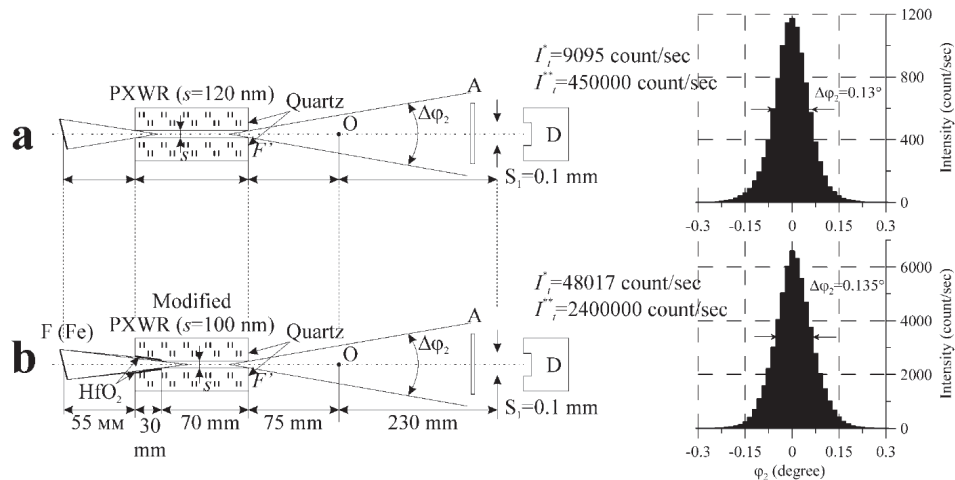 a
PXWR (s=120 nm)
Quartz
s
F'
O
Δφ₂
A
D
S₁=0.1 mm
I*ᵢ=9095 count/sec
I**ᵢ=450000 count/sec
1200
800
400
0
Intensity (count/sec)
Δφ₂=0.13°
-0.3 -0.15 0 0.15 0.3
b
F (Fe)
Modified
PXWR (s=100 nm)
Quartz
HfO₂
s
F'
O
Δφ₂
A
D
S₁=0.1 mm
55 мм
30
mm
70 mm
75 mm
230 mm
I*ᵢ=48017 count/sec
I**ᵢ=2400000 count/sec
6000
4000
2000
0
Intensity (count/sec)
Δφ₂=0.135°
-0.3 -0.15 0 0.15 0.3
φ₂ (degree)